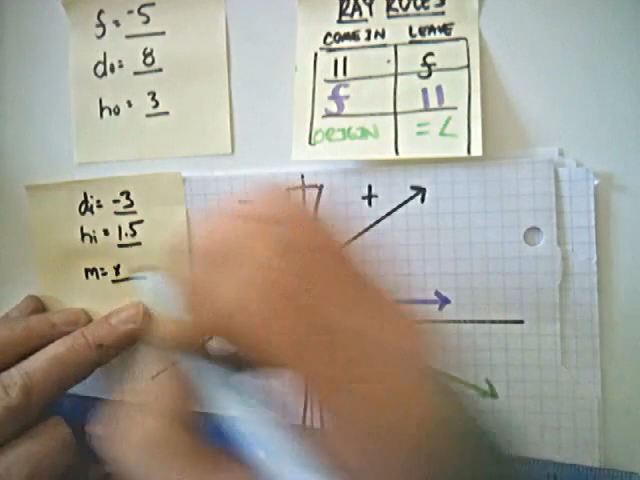 f = -5
do = 8
ho = 3
RAY RULES
COME IN LEAVE
|| f
f ||
ORIGIN = <
di = -3
hi = 1.5
m = x
+
-